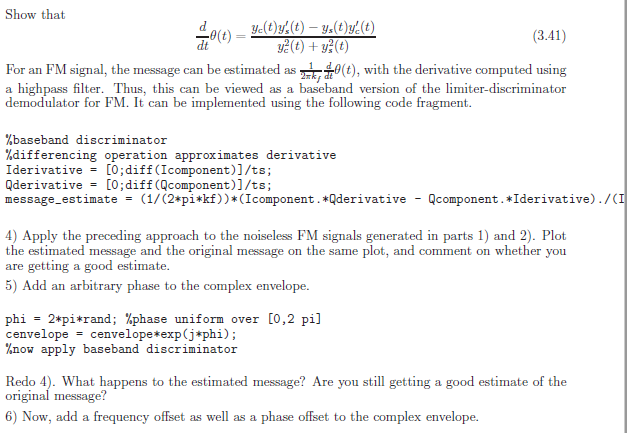 Show that
d/dt θ(t) = (y_c(t)y′_s(t) − y_s(t)y′_c(t)) / (y_c²(t) + y_s²(t)) (3.41)
For an FM signal, the message can be estimated as 1/(2πk_f) d/dt θ(t), with the derivative computed using
a highpass filter. Thus, this can be viewed as a baseband version of the limiter-discriminator
demodulator for FM. It can be implemented using the following code fragment.
%baseband discriminator
%differencing operation approximates derivative
Iderivative = [0;diff(Icomponent)]/ts;
Qderivative = [0;diff(Qcomponent)]/ts;
message_estimate = (1/(2*pi*kf))*(Icomponent.*Qderivative - Qcomponent.*Iderivative)./(I
4) Apply the preceding approach to the noiseless FM signals generated in parts 1) and 2). Plot
the estimated message and the original message on the same plot, and comment on whether you
are getting a good estimate.
5) Add an arbitrary phase to the complex envelope.
phi = 2*pi*rand; %phase uniform over [0,2 pi]
cenvelope = cenvelope*exp(j*phi);
%now apply baseband discriminator
Redo 4). What happens to the estimated message? Are you still getting a good estimate of the
original message?
6) Now, add a frequency offset as well as a phase offset to the complex envelope.